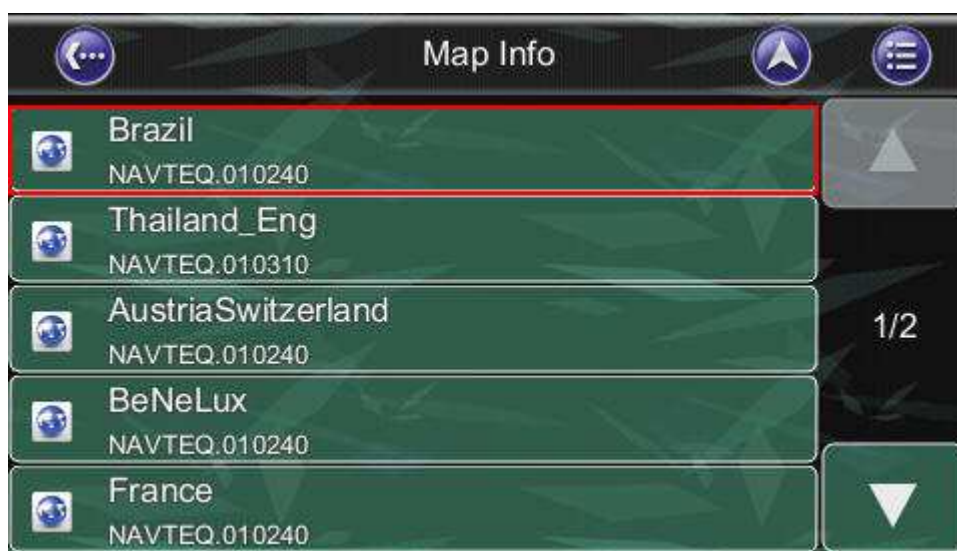 Map Info
Brazil
NAVTEQ.010240
Thailand_Eng
NAVTEQ.010310
AustriaSwitzerland
NAVTEQ.010240
1/2
BeNeLux
NAVTEQ.010240
France
NAVTEQ.010240